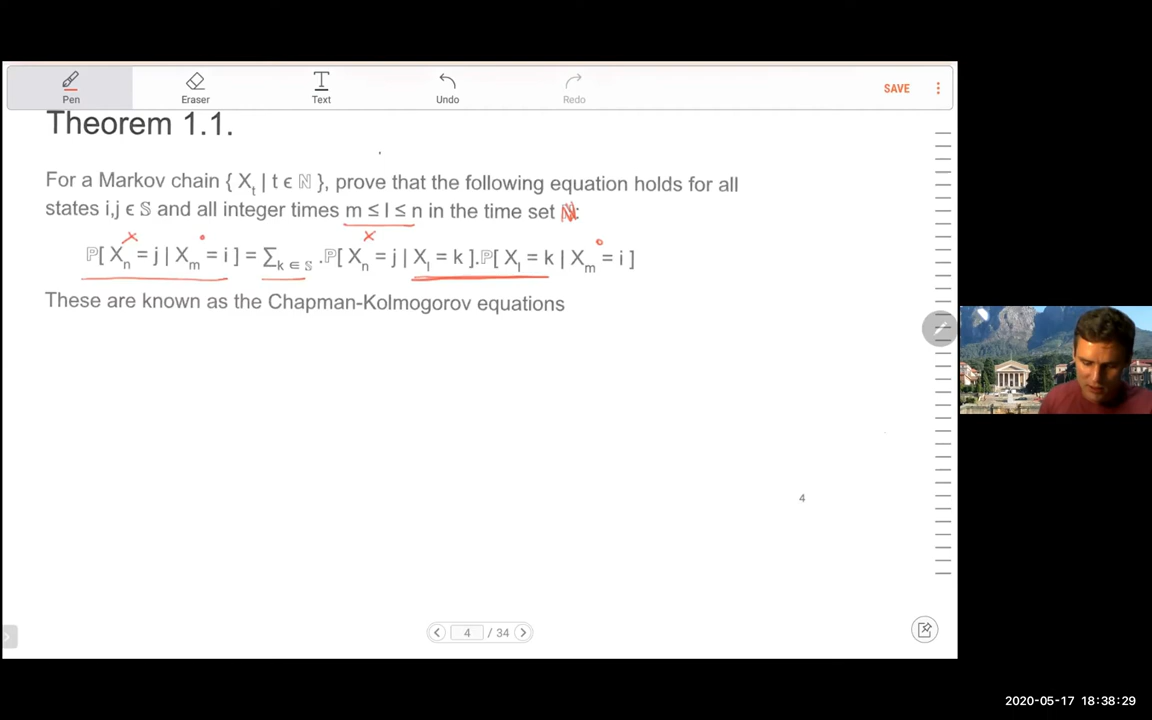 Pen
Eraser
Text
Undo
Redo
SAVE
Theorem 1.1.
For a Markov chain { Xₜ | t ϵ ℕ }, prove that the following equation holds for all
states i,j ϵ 𝕊 and all integer times m ≤ l ≤ n in the time set ℕ:
ℙ[ Xₙ = j | Xₘ = i ] = ∑ₖ ∈ 𝕊 .ℙ[ Xₙ = j | Xₗ = k ].ℙ[ Xₗ = k | Xₘ = i ]
These are known as the Chapman-Kolmogorov equations
4
4 / 34
2020-05-17 18:38:29